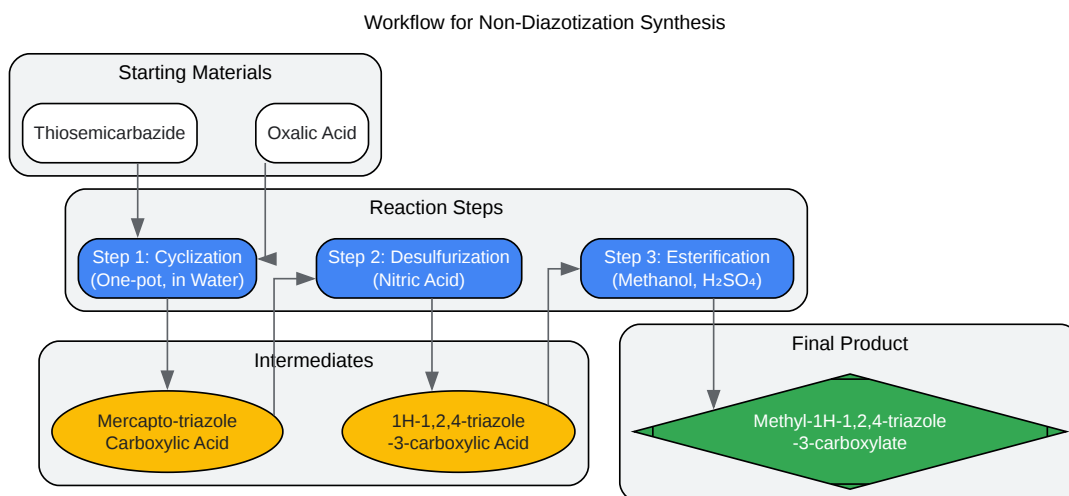 Workflow for Non-Diazotization Synthesis
Starting Materials
Thiosemicarbazide
Oxalic Acid
Reaction Steps
Step 1: Cyclization
(One-pot, in Water)
Step 2: Desulfurization
(Nitric Acid)
Step 3: Esterification
(Methanol, H₂SO₄)
Intermediates
Mercapto-triazole
Carboxylic Acid
1H-1,2,4-triazole
-3-carboxylic Acid
Final Product
Methyl-1H-1,2,4-triazole
-3-carboxylate